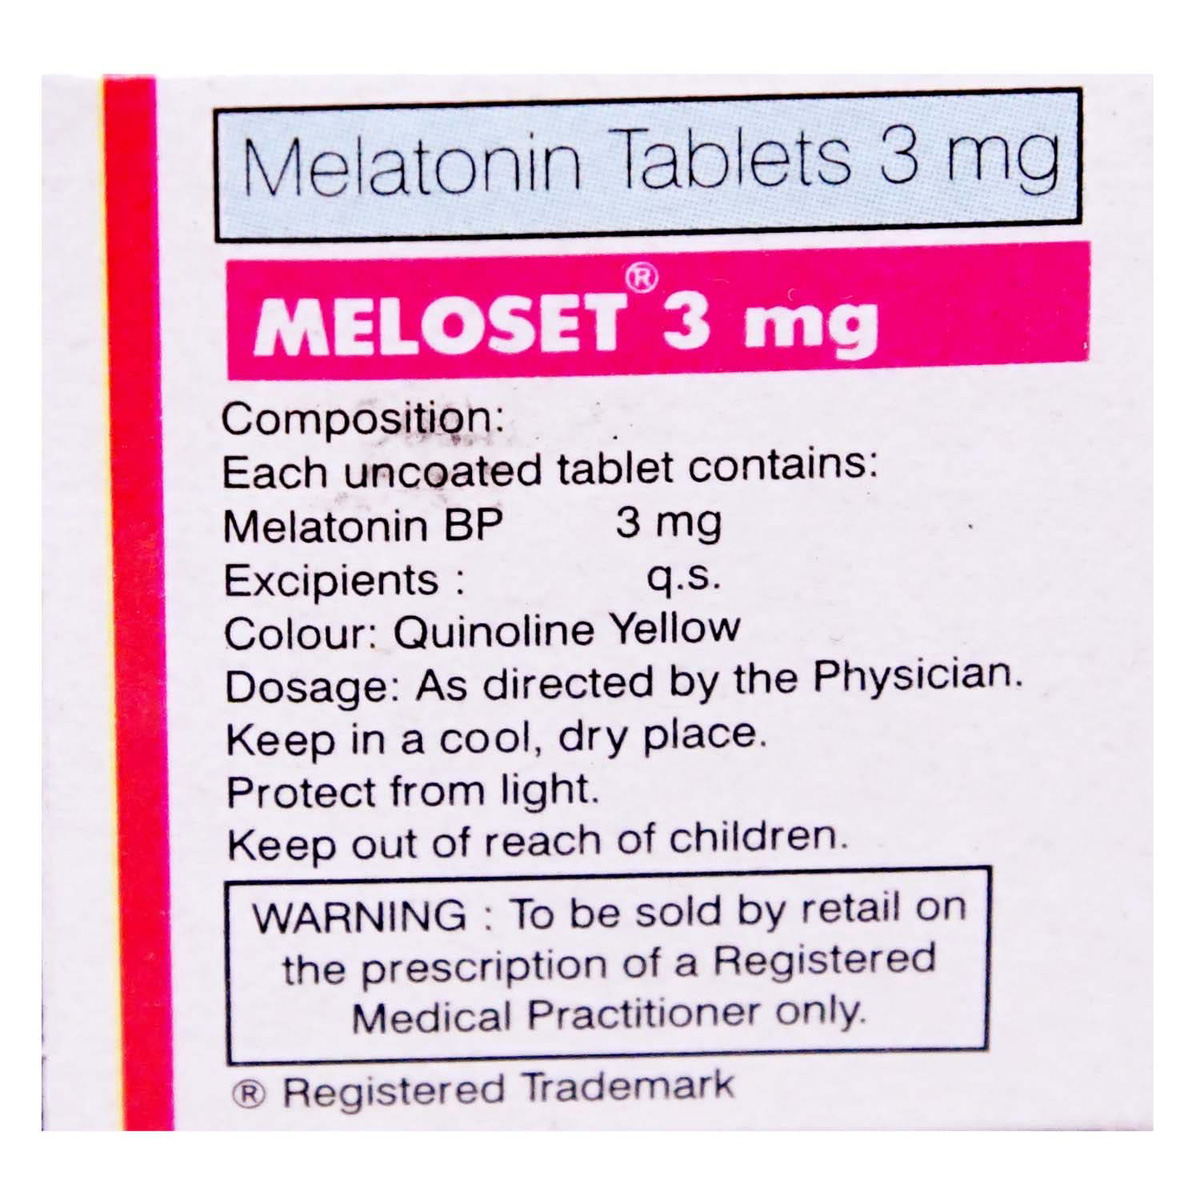 Melatonin Tablets 3 mg
MELOSET® 3 mg
Composition:
Each uncoated tablet contains:
Melatonin BP 3 mg
Excipients : q.s.
Colour: Quinoline Yellow
Dosage: As directed by the Physician.
Keep in a cool, dry place.
Protect from light.
Keep out of reach of children.
WARNING : To be sold by retail on
the prescription of a Registered
Medical Practitioner only.
® Registered Trademark